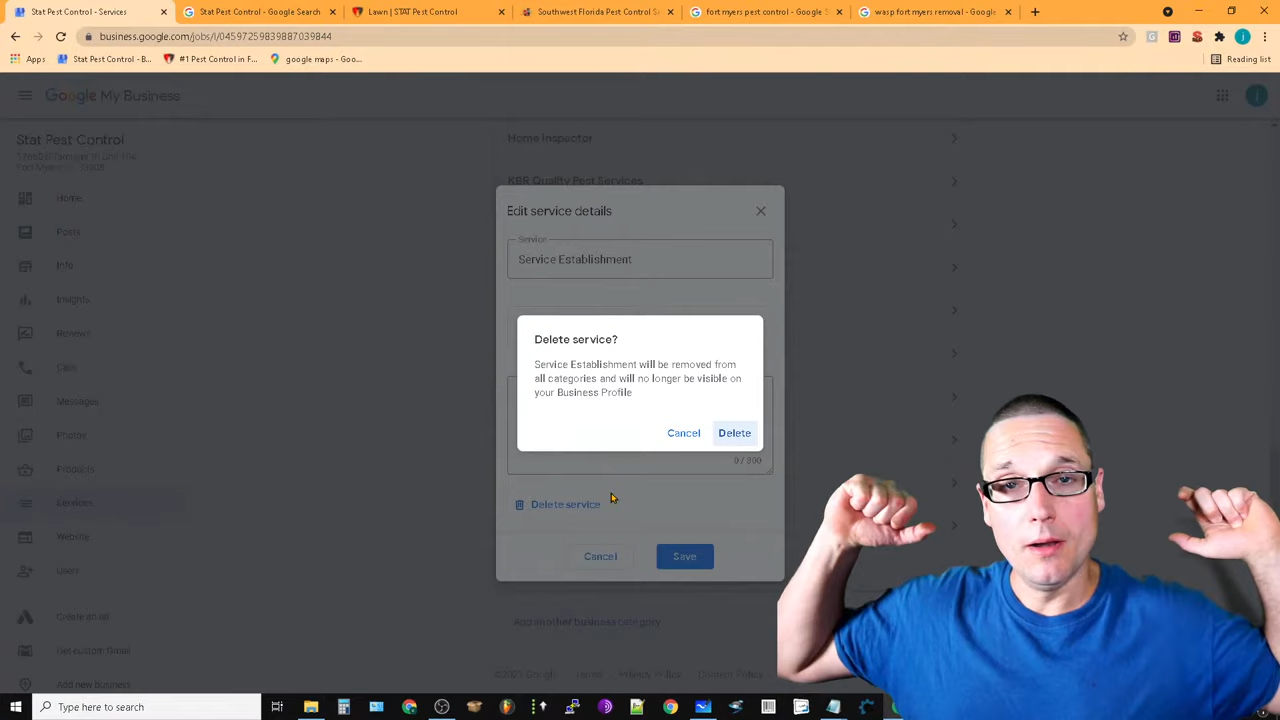 Stat Pest Control - Services
Stat Pest Control - Google Search
Lawn | STAT Pest Control
Southwest Florida Pest Control S
fort myers pest control - Google S
wasp fort myers removal - Google
business.google.com/jobs/l/04597259839887039844
Apps
Stat Pest Control - B...
#1 Pest Control in F...
google maps - Goo...
Reading list
Google My Business
Stat Pest Control
Home
Posts
Info
Insights
Reviews
Calls
Messages
Photos
Products
Services
Website
Users
Create an ad
Get custom Gmail
Add new business
Home Inspector
KBR Quality Pest Services
Edit service details
Service
Service Establishment
Delete service?
Service Establishment will be removed from
all categories and will no longer be visible on
your Business Profile
Cancel
Delete
0 / 300
Delete service
Cancel
Save
Add another business category
©2021 Google
Terms
Privacy Policy
Content Policy
Type here to search